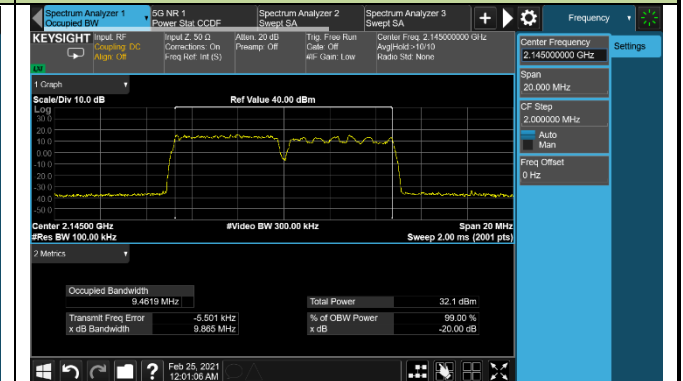 Spectrum Analyzer 1
Occupied BW
5G NR 1
Power Stat CCDF
Spectrum Analyzer 2
Swept SA
Spectrum Analyzer 3
Swept SA
Frequency
KEYSIGHT
Input: RF
Coupling: DC
Align: Off
Input Z: 50 Ω
Corrections: On
Freq Ref: Int (S)
Atten: 20 dB
Preamp: Off
Trig: Free Run
Gate: Off
#IF Gain: Low
Center Freq: 2.145000000 GHz
Avg|Hold:>10/10
Radio Std: None
Center Frequency
2.145000000 GHz
Settings
Span
20.000 MHz
CF Step
2.000000 MHz
Auto
Man
Freq Offset
0 Hz
1 Graph
Scale/Div 10.0 dB
Ref Value 40.00 dBm
Log
30.0
20.0
10.0
0.00
-10.0
-20.0
-30.0
-40.0
-50.0
Center 2.14500 GHz
#Video BW 300.00 kHz
Span 20 MHz
#Res BW 100.00 kHz
Sweep 2.00 ms (2001 pts)
2 Metrics
Occupied Bandwidth
9.4619 MHz
Total Power 32.1 dBm
Transmit Freq Error -5.501 kHz
% of OBW Power 99.00 %
x dB Bandwidth 9.865 MHz
x dB -20.00 dB
?
Feb 25, 2021
12:01:06 AM